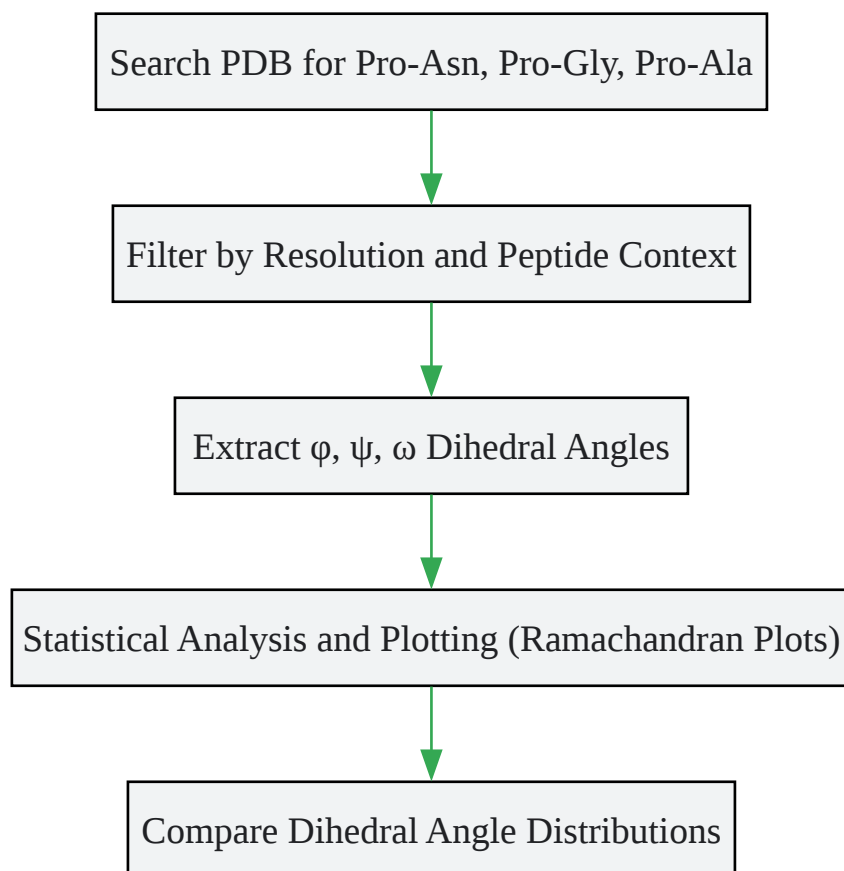 Search PDB for Pro-Asn, Pro-Gly, Pro-Ala
Filter by Resolution and Peptide Context
Extract φ, ψ, ω Dihedral Angles
Statistical Analysis and Plotting (Ramachandran Plots)
Compare Dihedral Angle Distributions